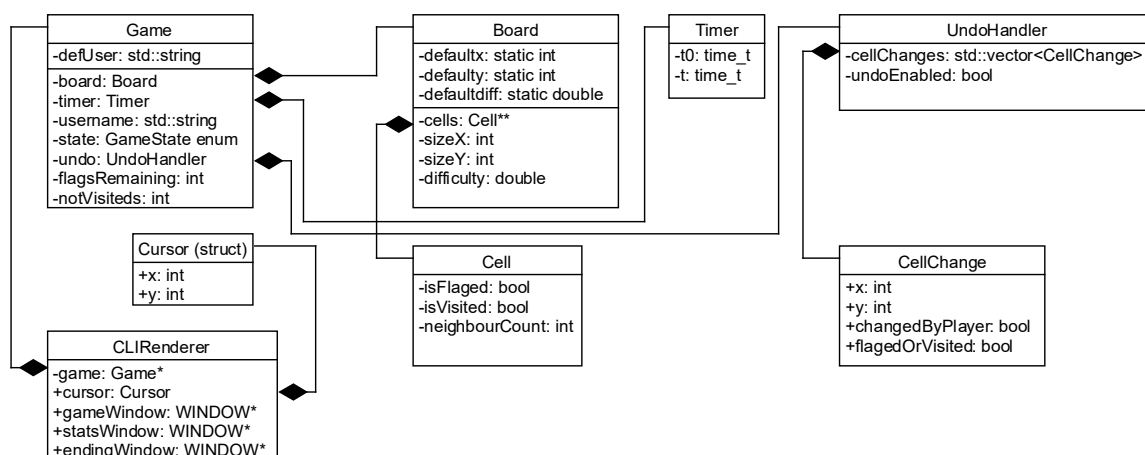 Game
-defUser: std::string
-board: Board
-timer: Timer
-username: std::string
-state: GameState enum
-undo: UndoHandler
-flagsRemaining: int
-notVisiteds: int
Board
-defaultx: static int
-defaulty: static int
-defaultdiff: static double
-cells: Cell**
-sizeX: int
-sizeY: int
-difficulty: double
Timer
-t0: time_t
-t: time_t
UndoHandler
-cellChanges: std::vector<CellChange>
-undoEnabled: bool
Cursor (struct)
+x: int
+y: int
Cell
-isFlaged: bool
-isVisited: bool
-neighbourCount: int
CellChange
+x: int
+y: int
+changedByPlayer: bool
+flagedOrVisited: bool
CLIRenderer
-game: Game*
+cursor: Cursor
+gameWindow: WINDOW*
+statsWindow: WINDOW*
+endingWindow: WINDOW*